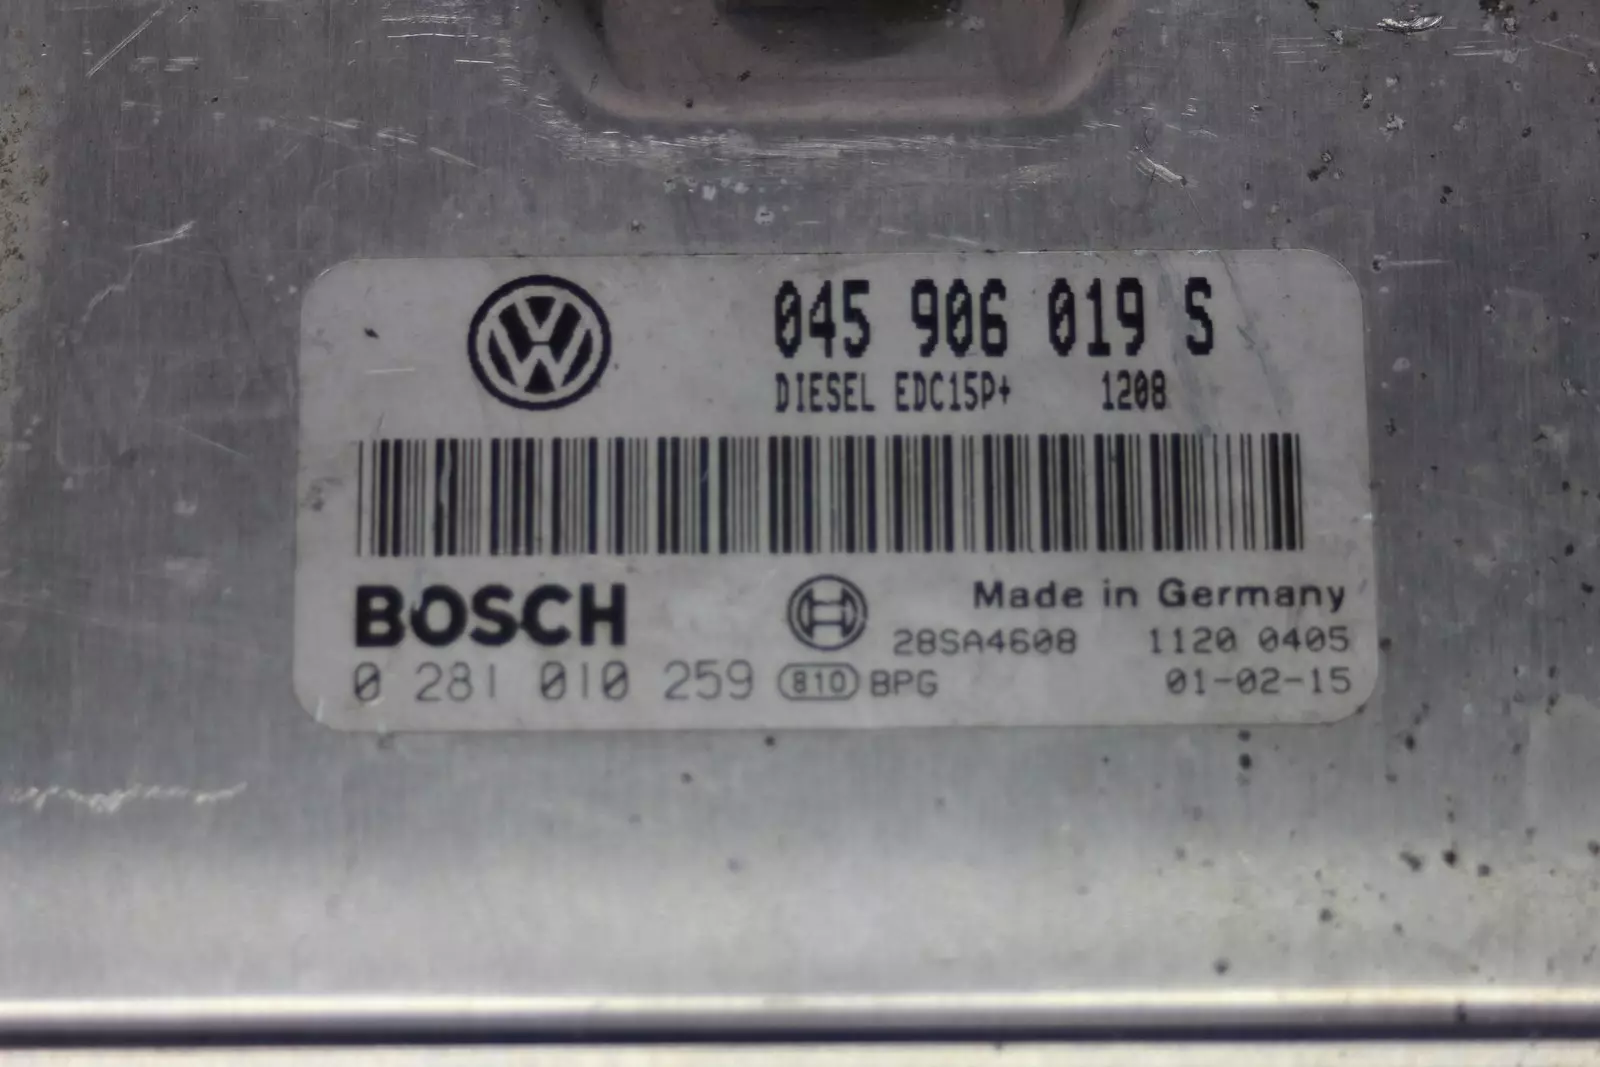 045 906 019 S
DIESEL EDC15P+ 1208
BOSCH
Made in Germany
28SA4608 1120 0405
0 281 010 259 810 BPG 01-02-15